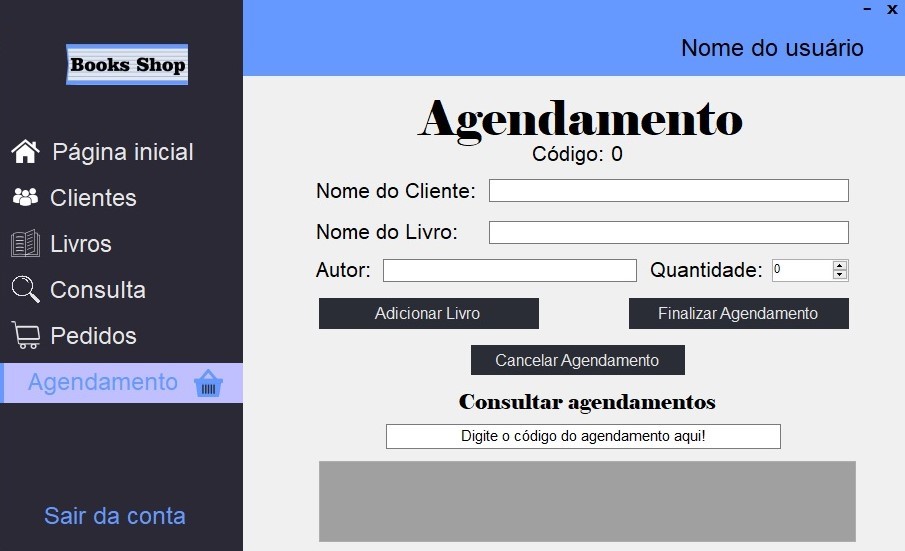 - x
Nome do usuário
Books Shop
Página inicial
Clientes
Livros
Consulta
Pedidos
Agendamento
Sair da conta
Agendamento
Código: 0
Nome do Cliente:
Nome do Livro:
Autor:
Quantidade: 0
Adicionar Livro
Finalizar Agendamento
Cancelar Agendamento
Consultar agendamentos
Digite o código do agendamento aqui!